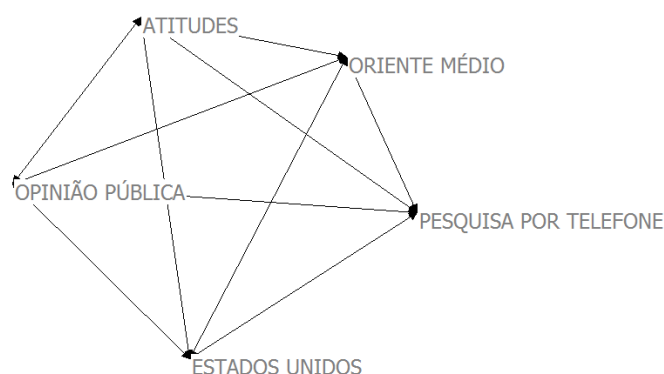 ATITUDES
ORIENTE MÉDIO
OPINIÃO PÚBLICA
PESQUISA POR TELEFONE
ESTADOS UNIDOS